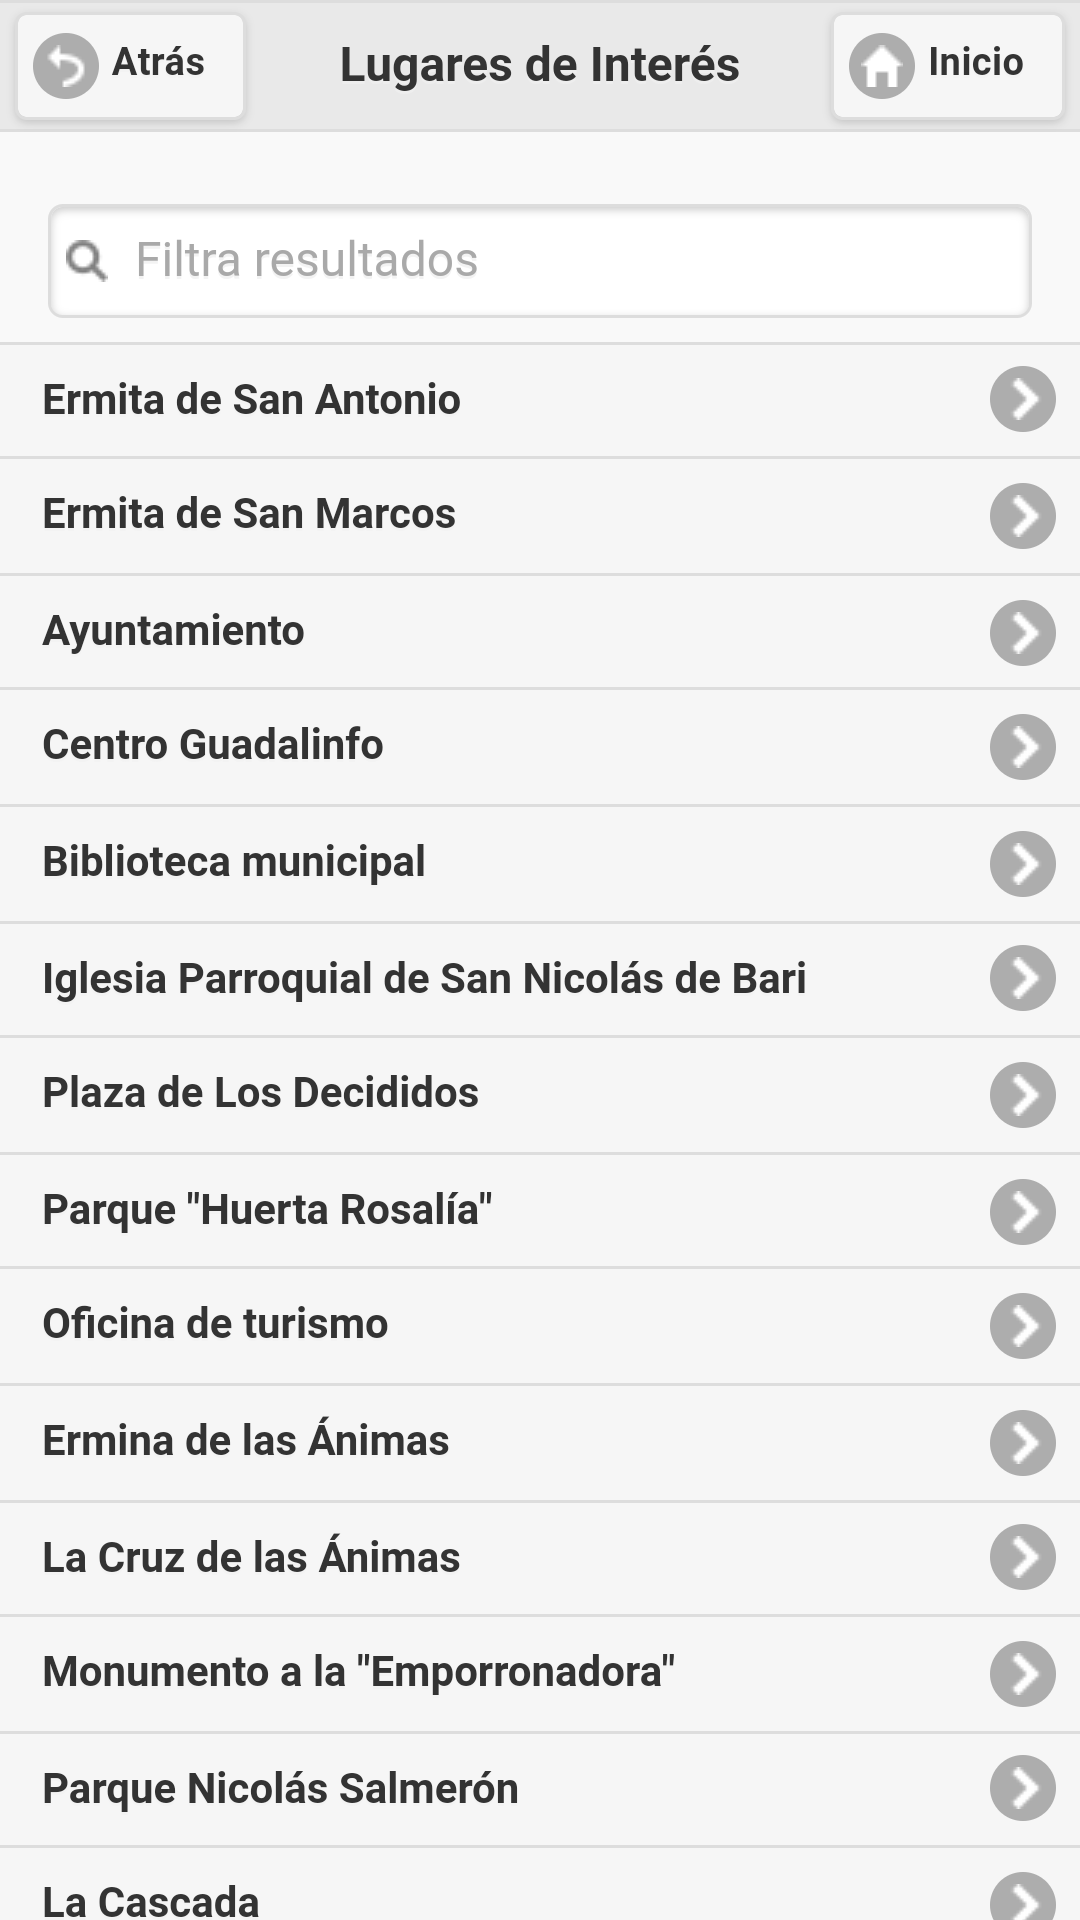 Atrás
Lugares de Interés
Inicio
Filtra resultados
Ermita de San Antonio
Ermita de San Marcos
Ayuntamiento
Centro Guadalinfo
Biblioteca municipal
Iglesia Parroquial de San Nicolás de Bari
Plaza de Los Decididos
Parque "Huerta Rosalía"
Oficina de turismo
Ermina de las Ánimas
La Cruz de las Ánimas
Monumento a la "Emporronadora"
Parque Nicolás Salmerón
La Cascada